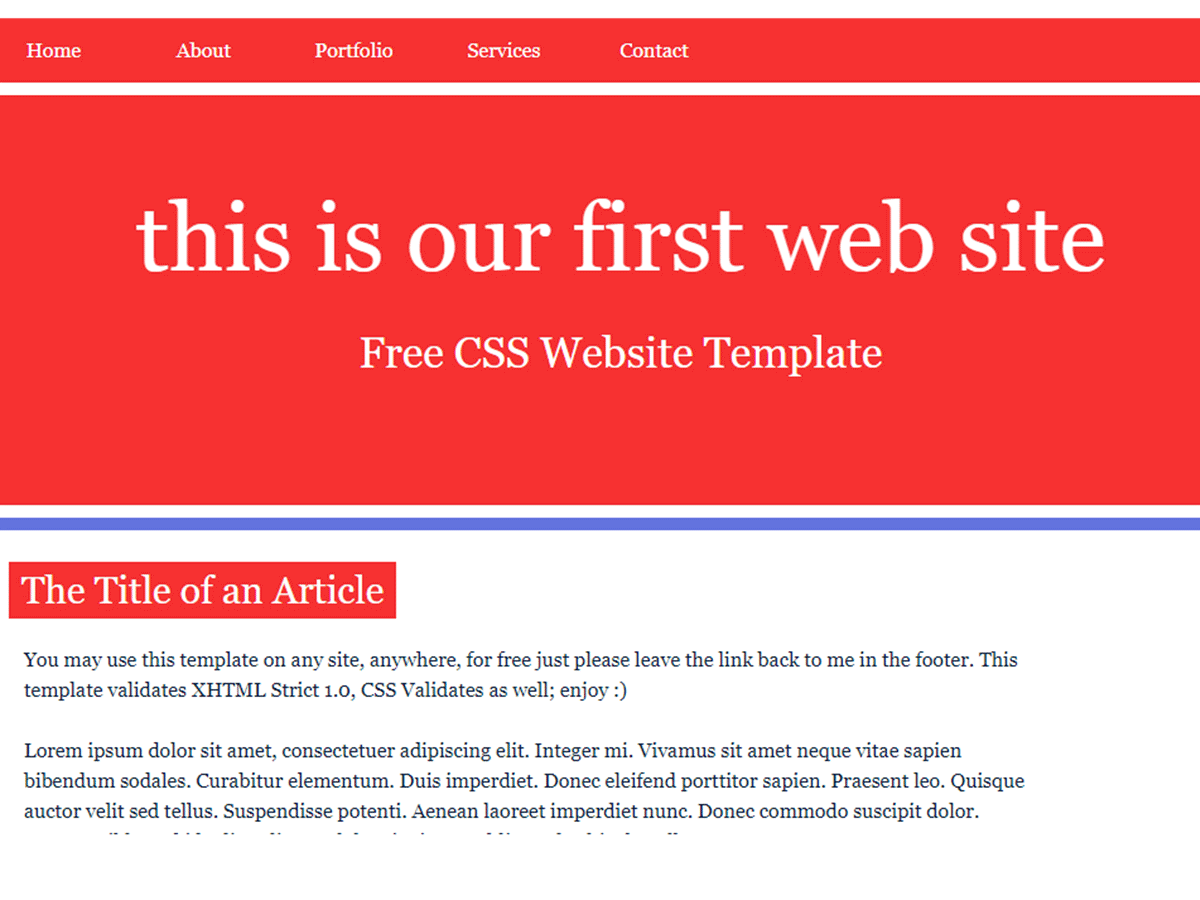 Home About Portfolio Services Contact
this is our first web site
Free CSS Website Template
The Title of an Article
You may use this template on any site, anywhere, for free just please leave the link back to me in the footer. This
template validates XHTML Strict 1.0, CSS Validates as well; enjoy :)
Lorem ipsum dolor sit amet, consectetuer adipiscing elit. Integer mi. Vivamus sit amet neque vitae sapien
bibendum sodales. Curabitur elementum. Duis imperdiet. Donec eleifend porttitor sapien. Praesent leo. Quisque
auctor velit sed tellus. Suspendisse potenti. Aenean laoreet imperdiet nunc. Donec commodo suscipit dolor.